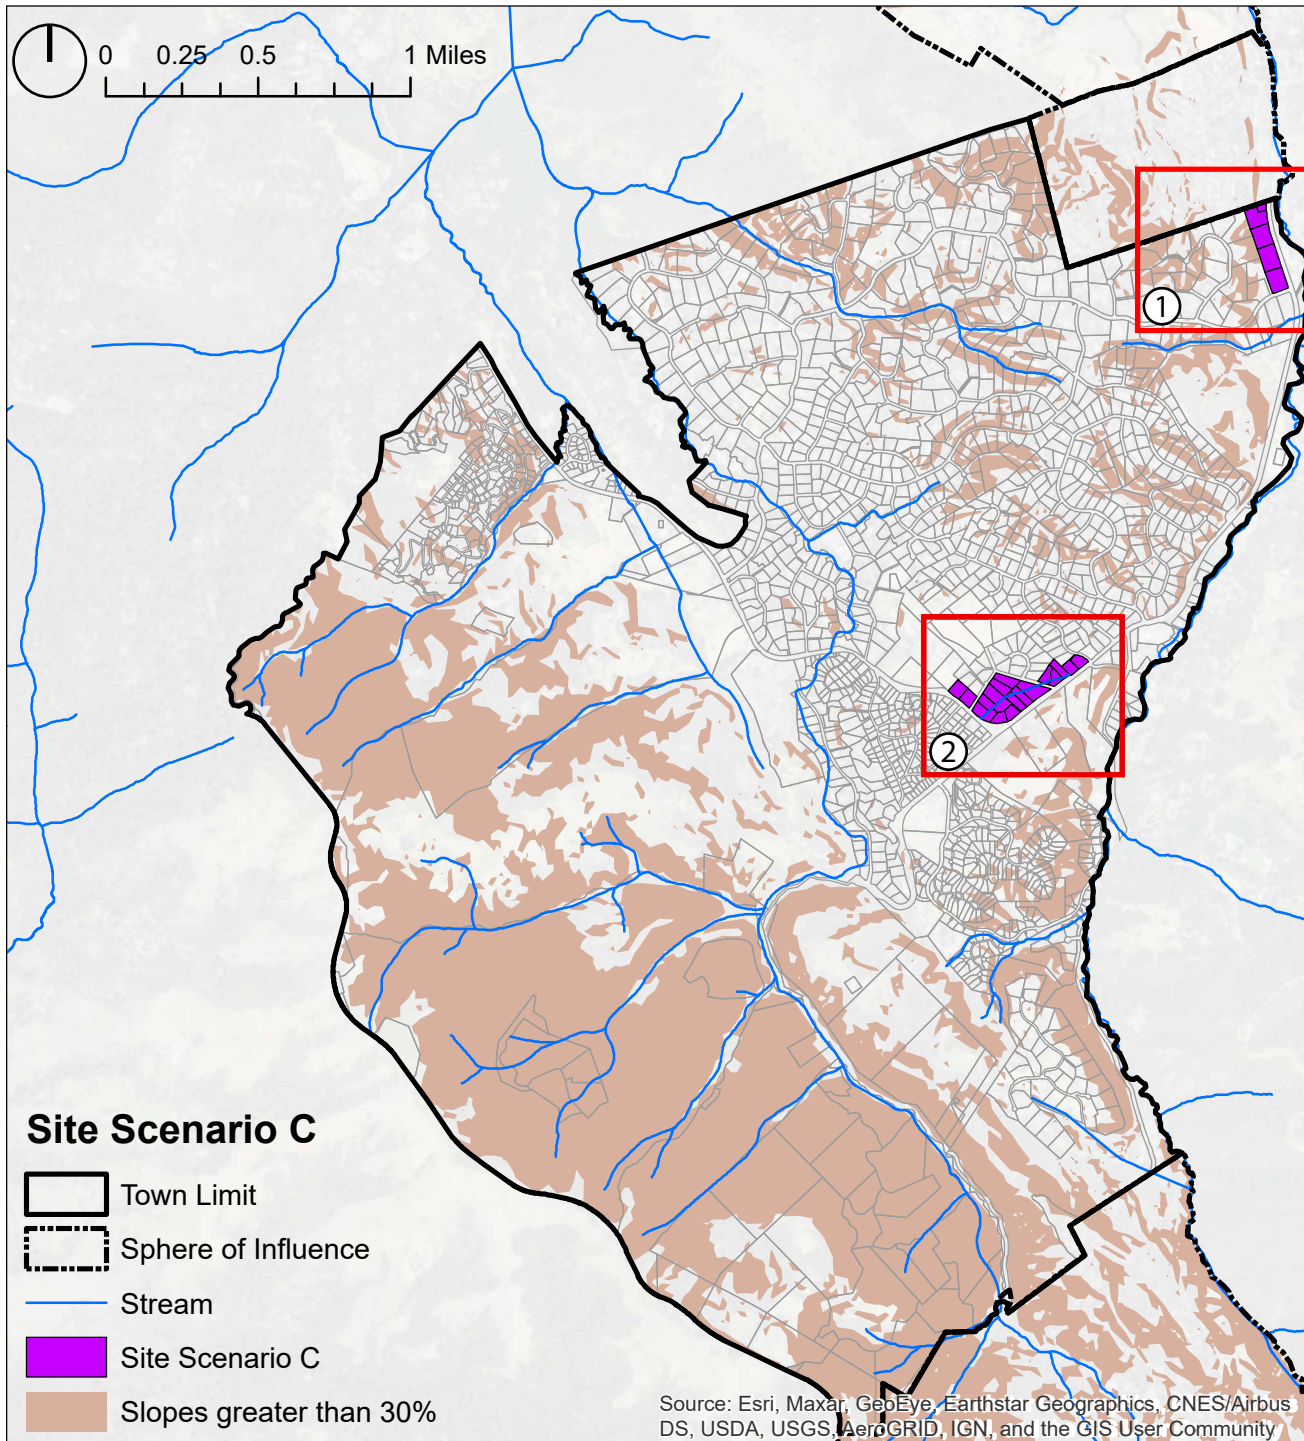 0 0.25 0.5 1 Miles
1
2
Site Scenario C
Town Limit
Sphere of Influence
Stream
Site Scenario C
Slopes greater than 30%
Source: Esri, Maxar, GeoEye, Earthstar Geographics, CNES/Airbus
DS, USDA, USGS, AeroGRID, IGN, and the GIS User Community